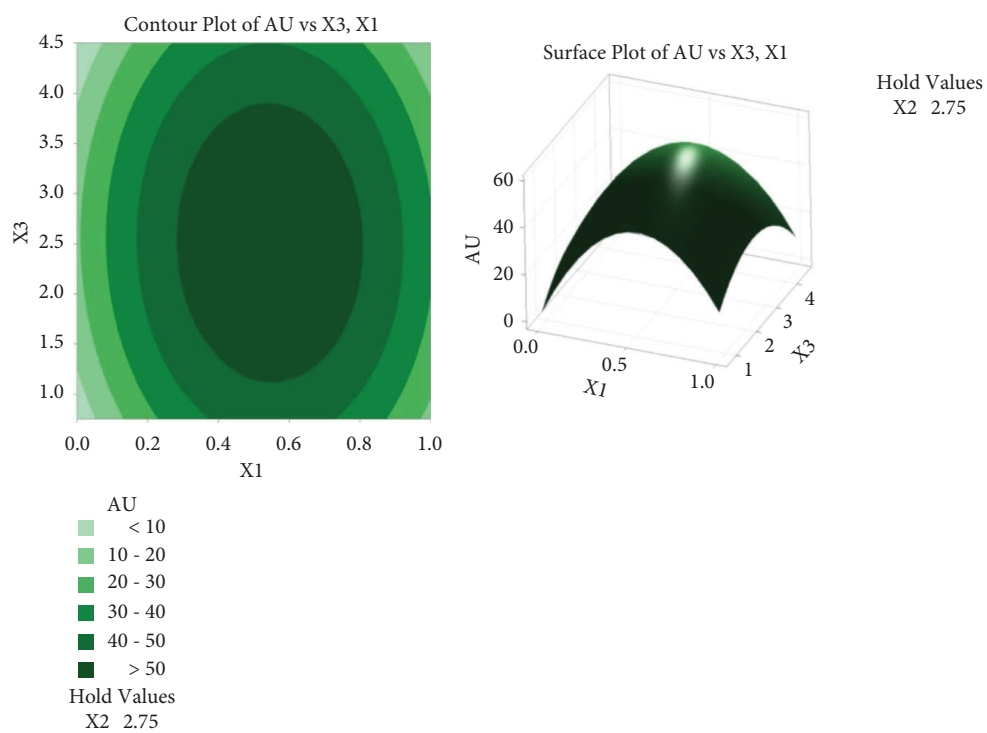 Contour Plot of AU vs X3, X1
4.5
4.0
3.5
3.0
2.5
2.0
1.5
1.0
X3
0.0 0.2 0.4 0.6 0.8 1.0
X1
AU
< 10
10 - 20
20 - 30
30 - 40
40 - 50
> 50
Hold Values
X2 2.75
Surface Plot of AU vs X3, X1
60
40
20
0
AU
0.0 0.5 1.0
X1
1 2 3 4
X3
Hold Values
X2 2.75